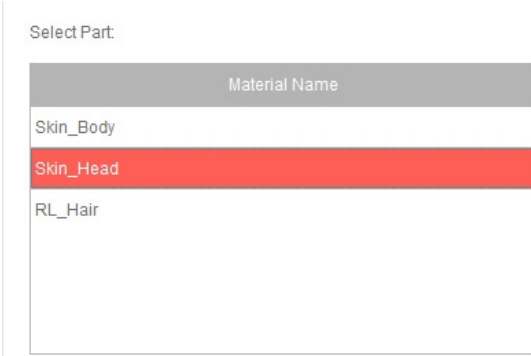 Select Part:
Material Name
Skin_Body
Skin_Head
RL_Hair